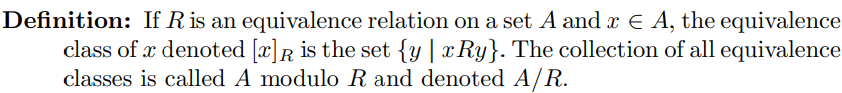 Definition: If R is an equivalence relation on a set A and x ∈ A, the equivalence
class of x denoted [x]R is the set {y | xRy}. The collection of all equivalence
classes is called A modulo R and denoted A/R.